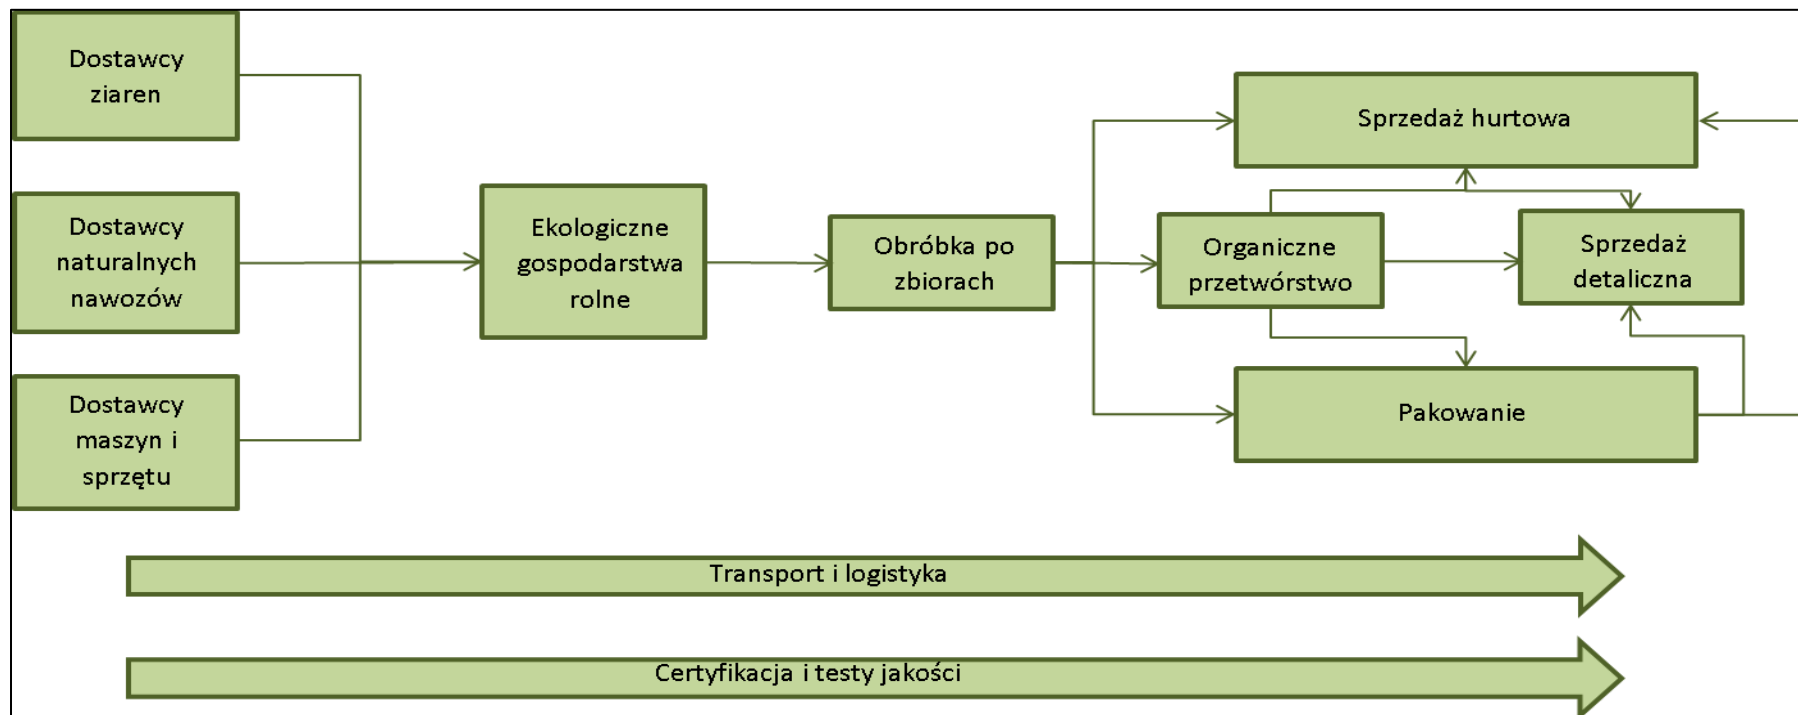 Dostawcy
ziaren
Dostawcy
naturalnych
nawozów
Dostawcy
maszyn i
sprzętu
Ekologiczne
gospodarstwa
rolne
Obróbka po
zbiorach
Sprzedaż hurtowa
Organiczne
przetwórstwo
Sprzedaż
detaliczna
Pakowanie
Transport i logistyka
Certyfikacja i testy jakości